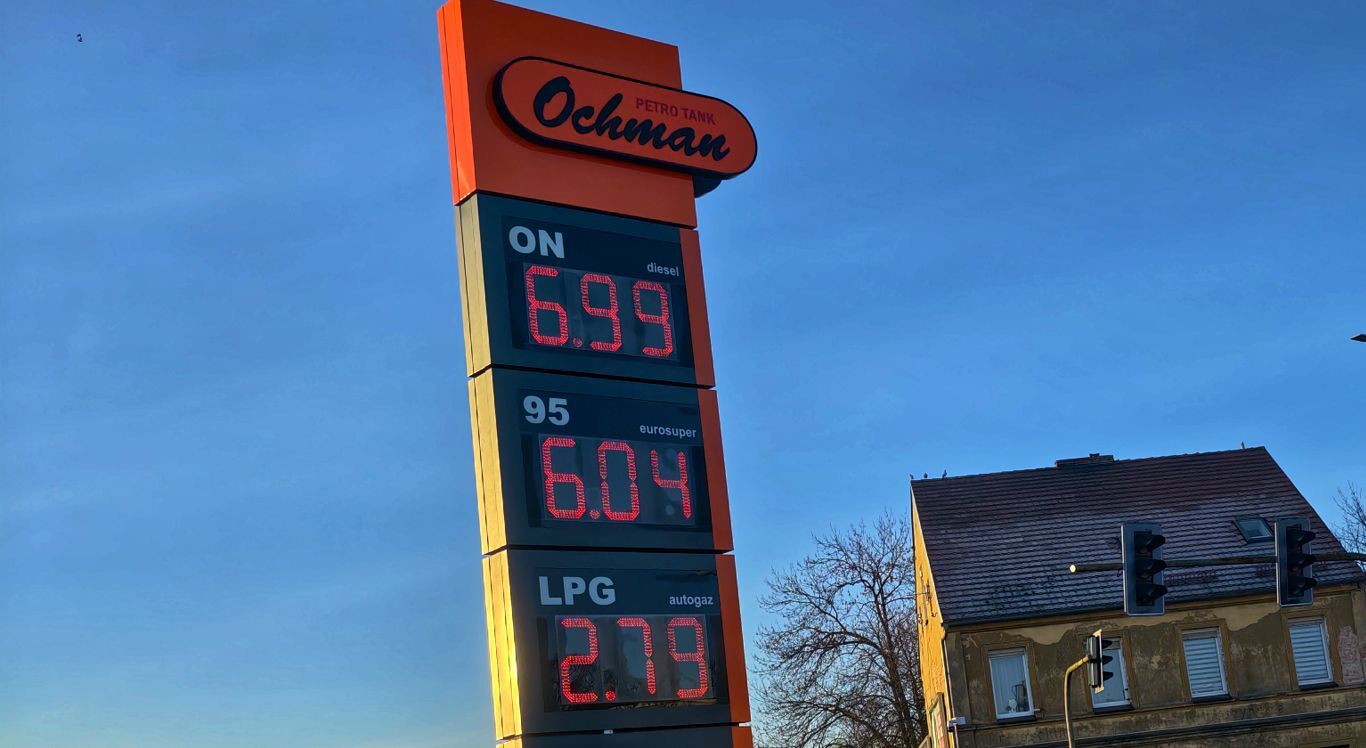 PETRO TANK
Ochman
ON
diesel
6.99
95
eurosuper
6.04
LPG
autogaz
2.79